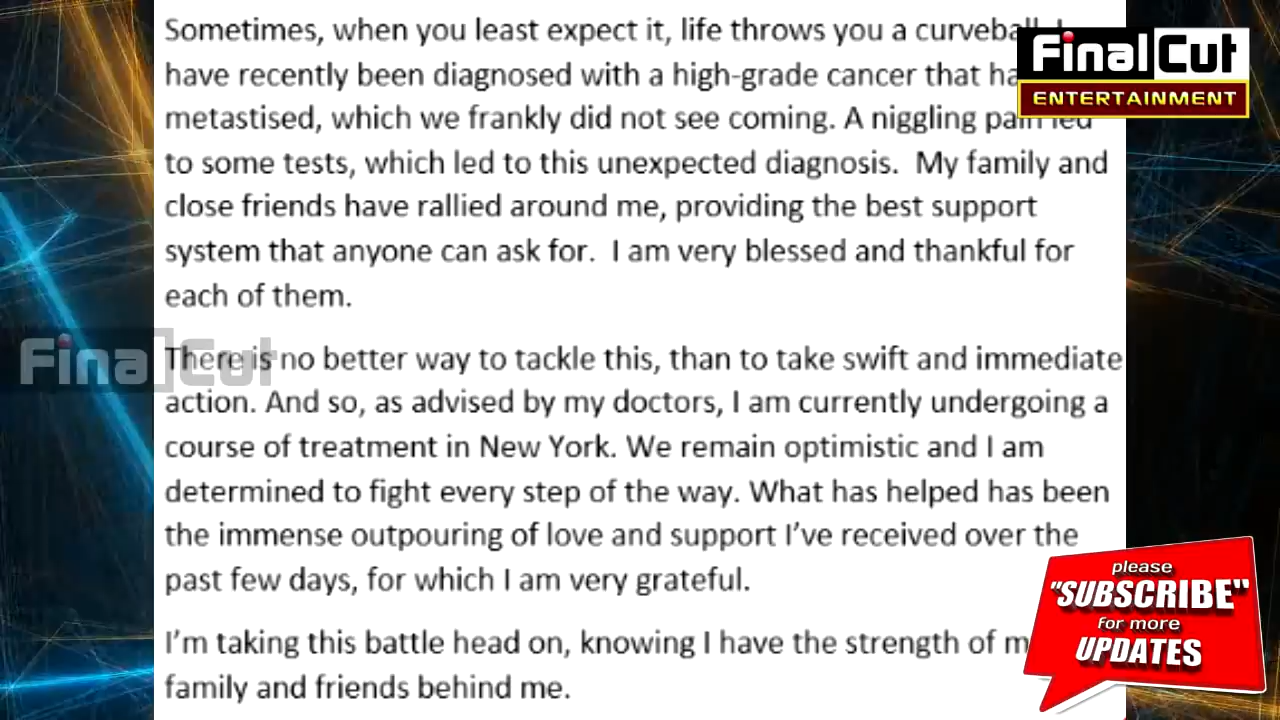 Sometimes, when you least expect it, life throws you a
have recently been diagnosed with a high-grade cancer that
metastised, which we frankly did not see coming. A niggling pain led
to some tests, which led to this unexpected diagnosis. My family and
close friends have rallied around me, providing the best support
system that anyone can ask for. I am very blessed and thankful for
each of them.
There is no better way to tackle this, than to take swift and immediate
action. And so, as advised by my doctors, I am currently undergoing a
course of treatment in New York. We remain optimistic and I am
determined to fight every step of the way. What has helped has been
the immense outpouring of love and support I've received over the
past few days, for which I am very grateful.
I'm taking this battle head on, knowing I have the strength of
family and friends behind me.
Final Cut
ENTERTAINMENT
Final Cut
please
"SUBSCRIBE"
for more
UPDATES